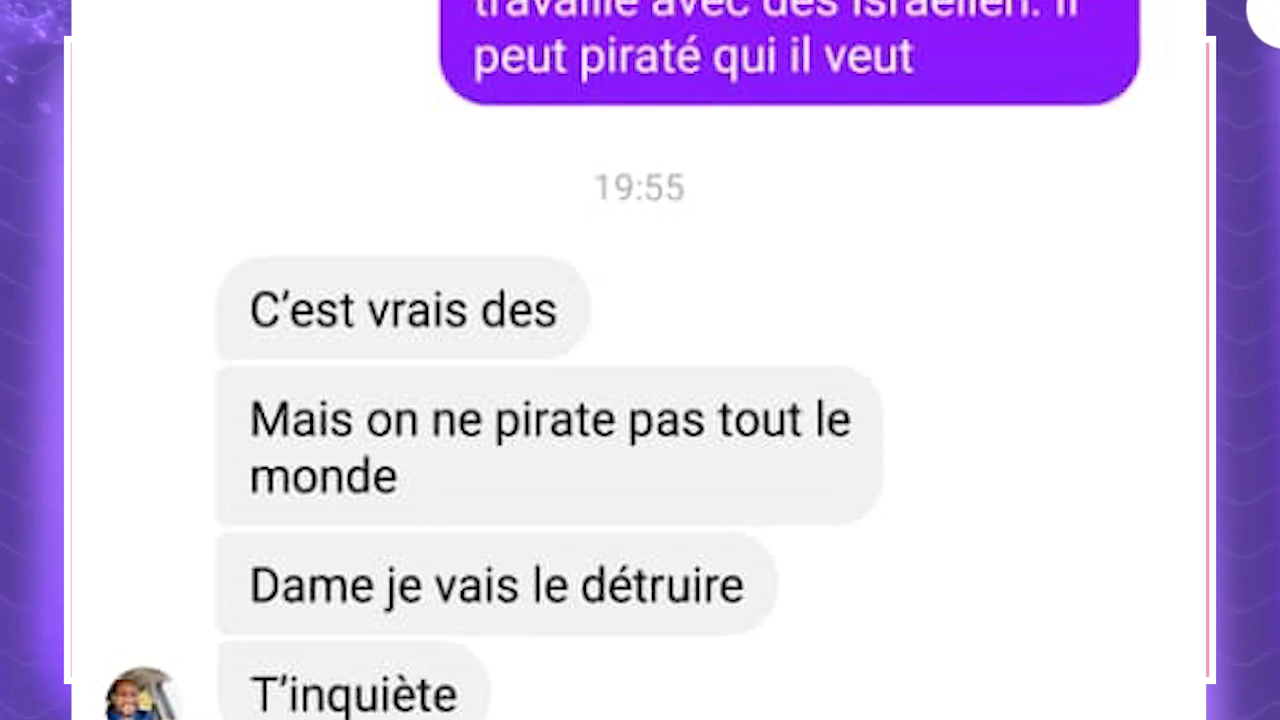 travaille avec des israélien. Il
peut piraté qui il veut
19:55
C'est vrais des
Mais on ne pirate pas tout le
monde
Dame je vais le détruire
T'inquiète